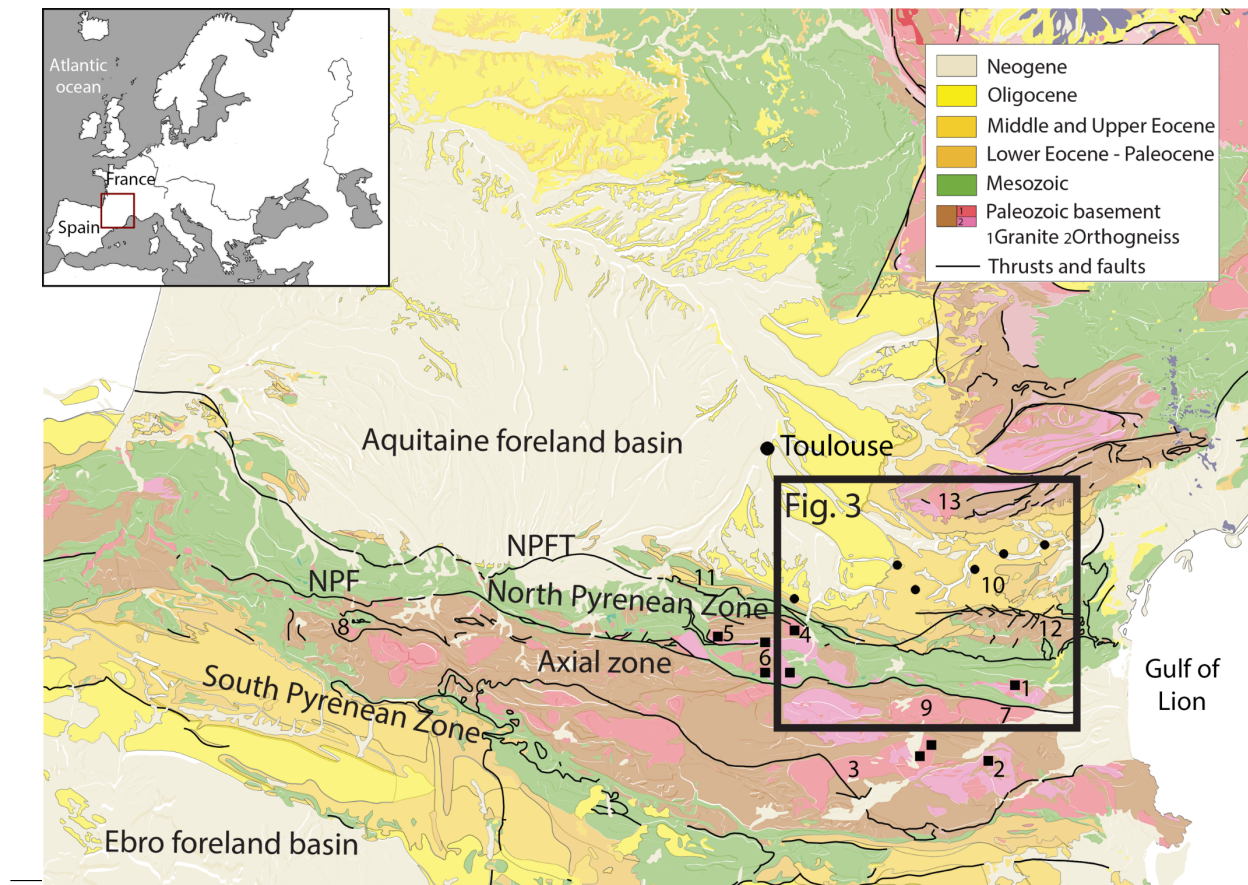 Atlantic
ocean
France
Spain
Neogene
Oligocene
Middle and Upper Eocene
Lower Eocene - Paleocene
Mesozoic
1
2
Paleozoic basement
1Granite 2Orthogneiss
Thrusts and faults
Aquitaine foreland basin
Toulouse
Fig. 3
13
NPFT
10
11
NPF
North Pyrenean Zone
8
5
4
12
Axial zone
6
1
Gulf of
Lion
South Pyrenean Zone
9
7
3
2
Ebro foreland basin